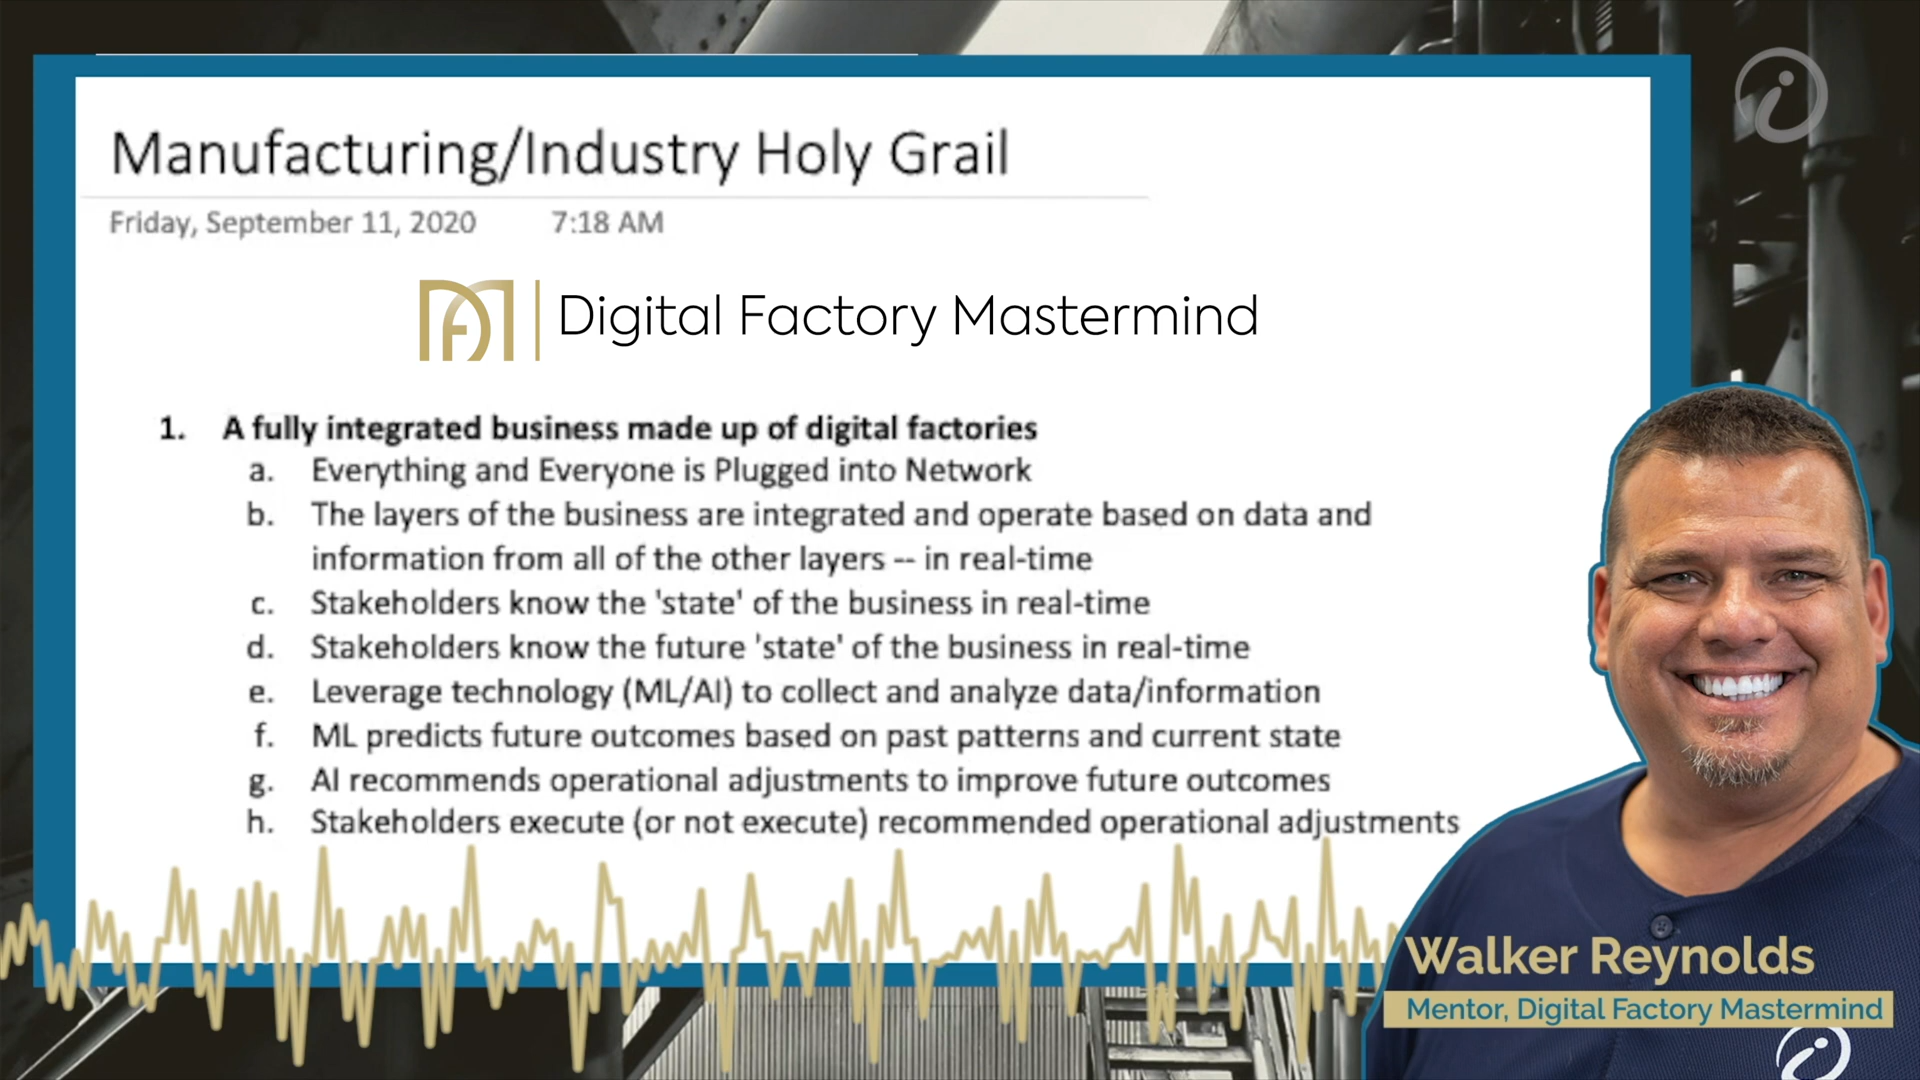 Manufacturing/Industry Holy Grail
Friday, September 11, 2020 7:18 AM
Digital Factory Mastermind
1. A fully integrated business made up of digital factories
a. Everything and Everyone is Plugged into Network
b. The layers of the business are integrated and operate based on data and
information from all of the other layers -- in real-time
c. Stakeholders know the 'state' of the business in real-time
d. Stakeholders know the future 'state' of the business in real-time
e. Leverage technology (ML/AI) to collect and analyze data/information
f. ML predicts future outcomes based on past patterns and current state
g. AI recommends operational adjustments to improve future outcomes
h. Stakeholders execute (or not execute) recommended operational adjustments
Walker Reynolds
Mentor, Digital Factory Mastermind